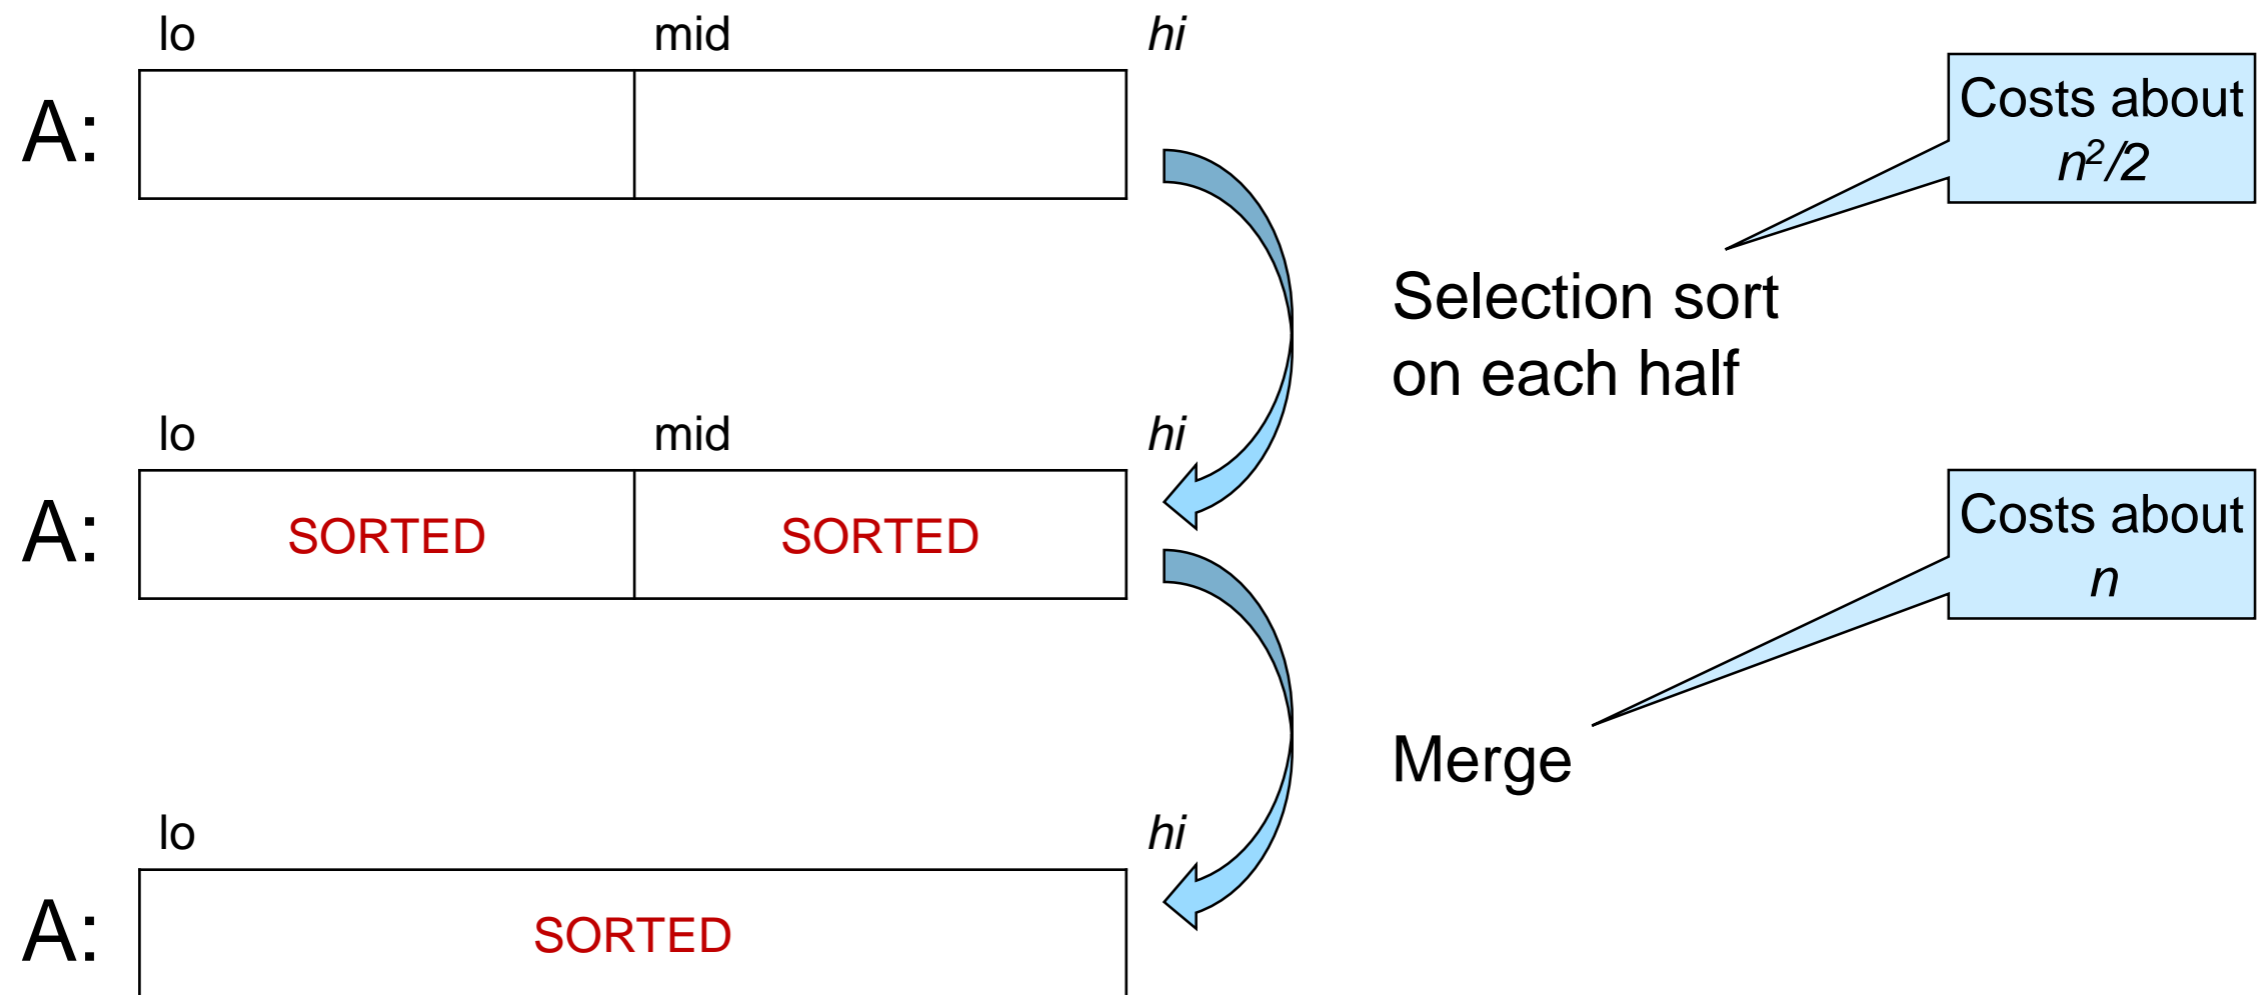 lo mid hi
A:
Costs about
n²/2
Selection sort
on each half
lo mid hi
A: SORTED SORTED
Costs about
n
Merge
lo hi
A: SORTED